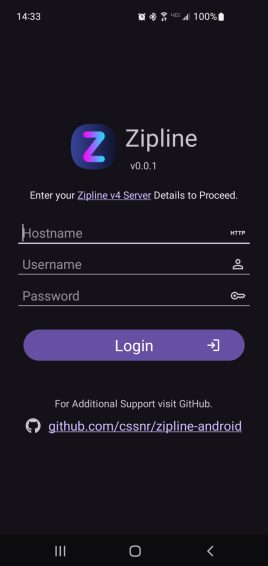 14:33
100%
Zipline
v0.0.1
Enter your Zipline v4 Server Details to Proceed.
Hostname
HTTP
Username
Password
Login
For Additional Support visit GitHub.
github.com/cssnr/zipline-android